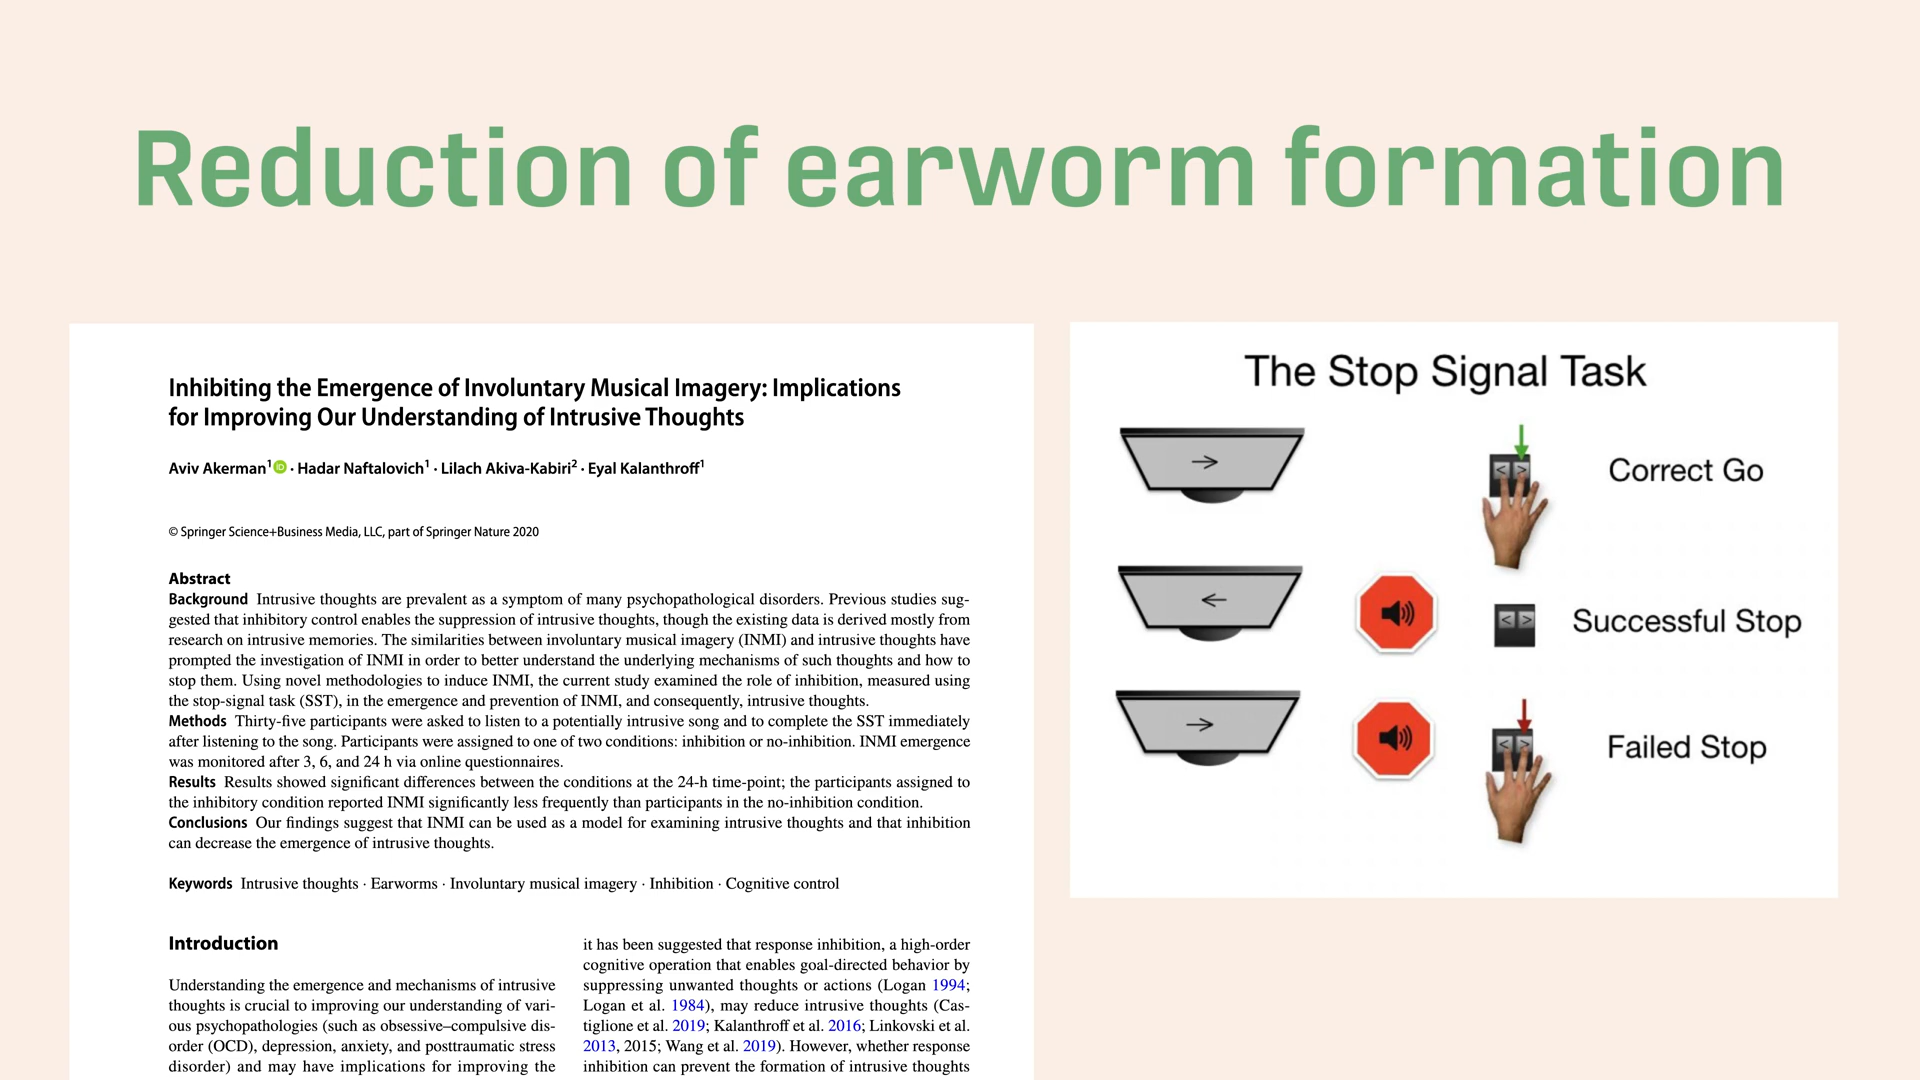 Reduction of earworm formation
Inhibiting the Emergence of Involuntary Musical Imagery: Implications
for Improving Our Understanding of Intrusive Thoughts
Aviv Akerman1 iD · Hadar Naftalovich1 · Lilach Akiva-Kabiri2 · Eyal Kalanthroff1
© Springer Science+Business Media, LLC, part of Springer Nature 2020
Abstract
Background Intrusive thoughts are prevalent as a symptom of many psychopathological disorders. Previous studies sug-
gested that inhibitory control enables the suppression of intrusive thoughts, though the existing data is derived mostly from
research on intrusive memories. The similarities between involuntary musical imagery (INMI) and intrusive thoughts have
prompted the investigation of INMI in order to better understand the underlying mechanisms of such thoughts and how to
stop them. Using novel methodologies to induce INMI, the current study examined the role of inhibition, measured using
the stop-signal task (SST), in the emergence and prevention of INMI, and consequently, intrusive thoughts.
Methods Thirty-five participants were asked to listen to a potentially intrusive song and to complete the SST immediately
after listening to the song. Participants were assigned to one of two conditions: inhibition or no-inhibition. INMI emergence
was monitored after 3, 6, and 24 h via online questionnaires.
Results Results showed significant differences between the conditions at the 24-h time-point; the participants assigned to
the inhibitory condition reported INMI significantly less frequently than participants in the no-inhibition condition.
Conclusions Our findings suggest that INMI can be used as a model for examining intrusive thoughts and that inhibition
can decrease the emergence of intrusive thoughts.
Keywords Intrusive thoughts · Earworms · Involuntary musical imagery · Inhibition · Cognitive control
Introduction
Understanding the emergence and mechanisms of intrusive
thoughts is crucial to improving our understanding of vari-
ous psychopathologies (such as obsessive–compulsive dis-
order (OCD), depression, anxiety, and posttraumatic stress
disorder) and may have implications for improving the
it has been suggested that response inhibition, a high-order
cognitive operation that enables goal-directed behavior by
suppressing unwanted thoughts or actions (Logan 1994;
Logan et al. 1984), may reduce intrusive thoughts (Cas-
tiglione et al. 2019; Kalanthroff et al. 2016; Linkovski et al.
2013, 2015; Wang et al. 2019). However, whether response
inhibition can prevent the formation of intrusive thoughts
The Stop Signal Task
→
< >
Correct Go
←
< >
Successful Stop
→
< >
Failed Stop